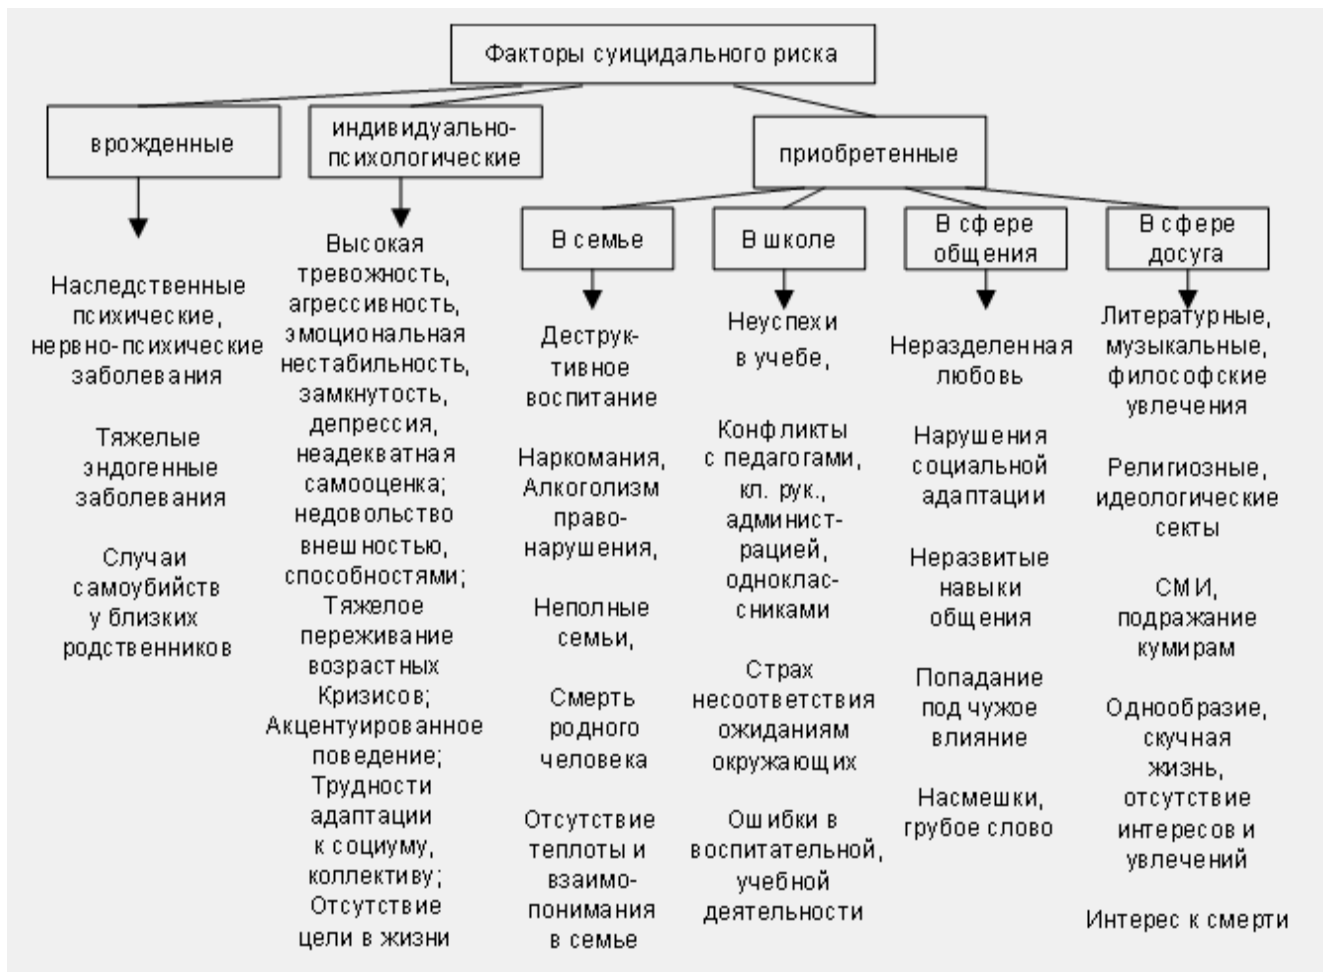 Факторы суицидального риска
врожденные
индивидуально-
психологические
приобретенные
В семье
В школе
В сфере
общения
В сфере
досуга
Наследственные
психические,
нервно-психические
заболевания
Тяжелые
эндогенные
заболевания
Случаи
самоубийств
у близких
родственников
Высокая
тревожность,
агрессивность,
эмоциональная
нестабильность,
замкнутость,
депрессия,
неадекватная
самооценка;
недовольство
внешностью,
способностями;
Тяжелое
переживание
возрастных
Кризисов;
Акцентуированное
поведение;
Трудности
адаптации
к социуму,
коллективу;
Отсутствие
цели в жизни
Деструк-
тивное
воспитание
Наркомания,
Алкоголизм
право-
нарушения,
Неполные
семьи,
Смерть
родного
человека
Отсутствие
теплоты и
взаимо-
понимания
в семье
Неуспехи
в учебе,
Конфликты
с педагогами,
кл. рук.,
админист-
рацией,
однoклас-
сниками
Страх
несоответствия
ожиданиям
окружающих
Ошибки в
воспитательной,
учебной
деятельности
Неразделенная
любовь
Нарушения
социальной
адаптации
Неразвитые
навыки
общения
Попадание
под чужое
влияние
Насмешки,
грубое слово
Литературные,
музыкальные,
философские
увлечения
Религиозные,
идеологические
секты
СМИ,
подражание
кумирам
Однообразие,
скучная
жизнь,
отсутствие
интересов и
увлечений
Интерес к смерти